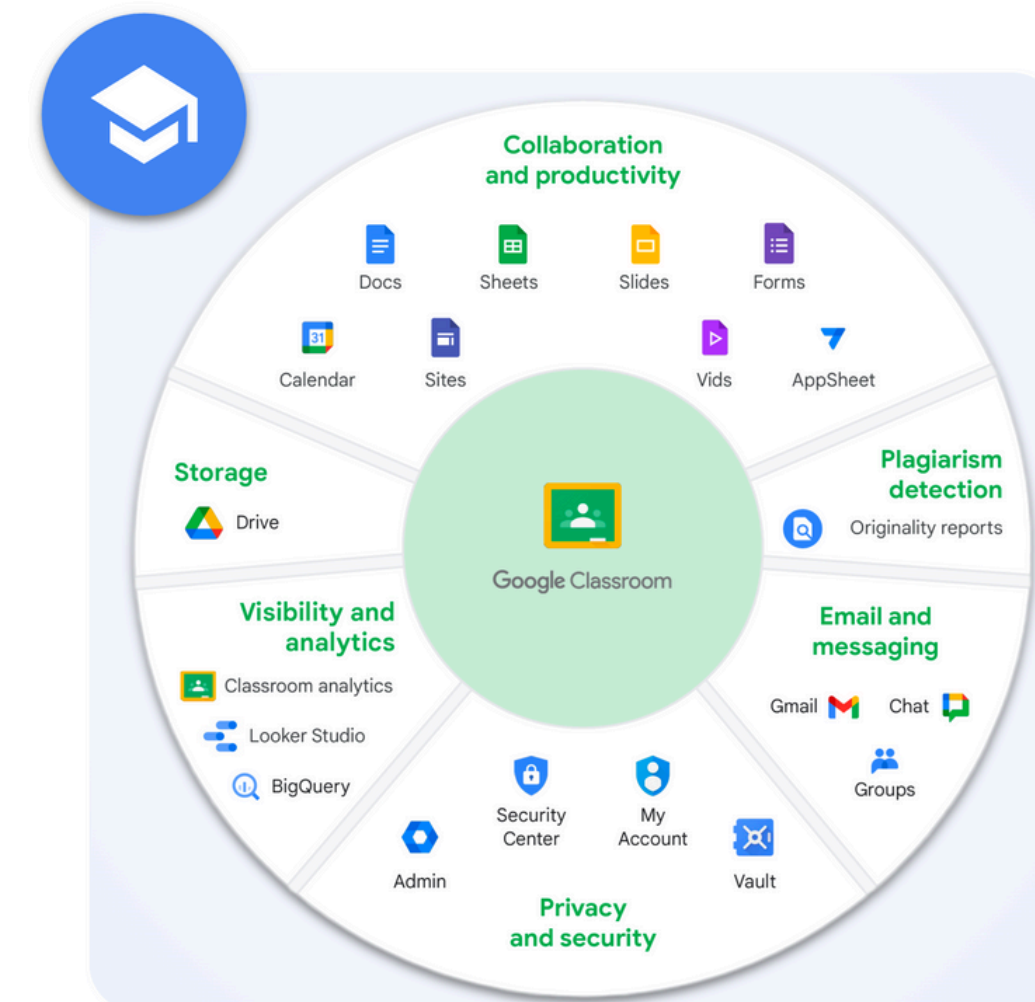 Collaboration
and productivity
Docs
Sheets
Slides
Forms
31
Calendar
Sites
Vids
AppSheet
Storage
Drive
Plagiarism
detection
Originality reports
Google Classroom
Visibility and
analytics
Classroom analytics
Looker Studio
BigQuery
Email and
messaging
Gmail
Chat
Groups
Security
Center
My
Account
Admin
Vault
Privacy
and security